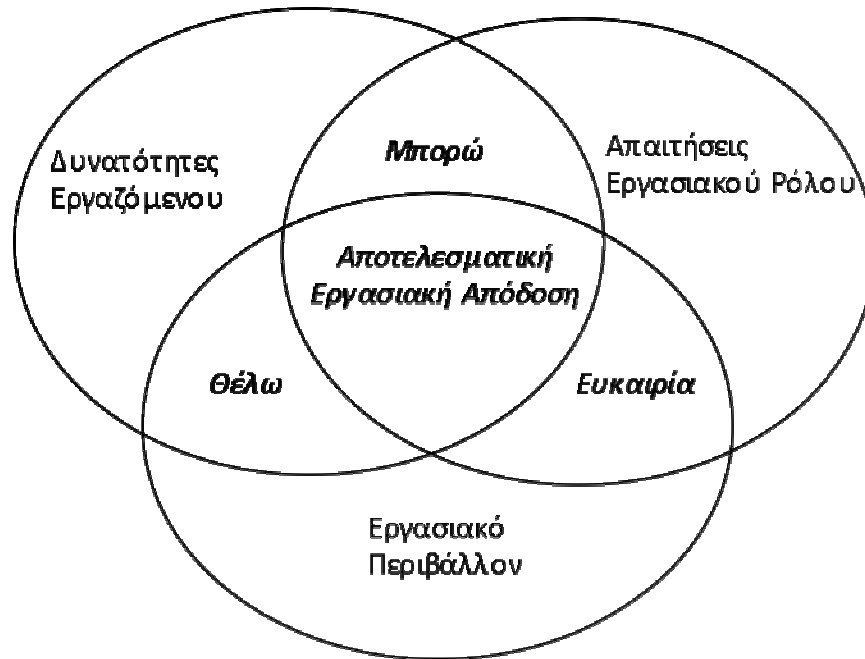 Δυνατότητες
Εργαζόμενου
Μπορώ
Απαιτήσεις
Εργασιακού Ρόλου
Αποτελεσματική
Εργασιακή Απόδοση
Θέλω
Ευκαιρία
Εργασιακό
Περιβάλλον